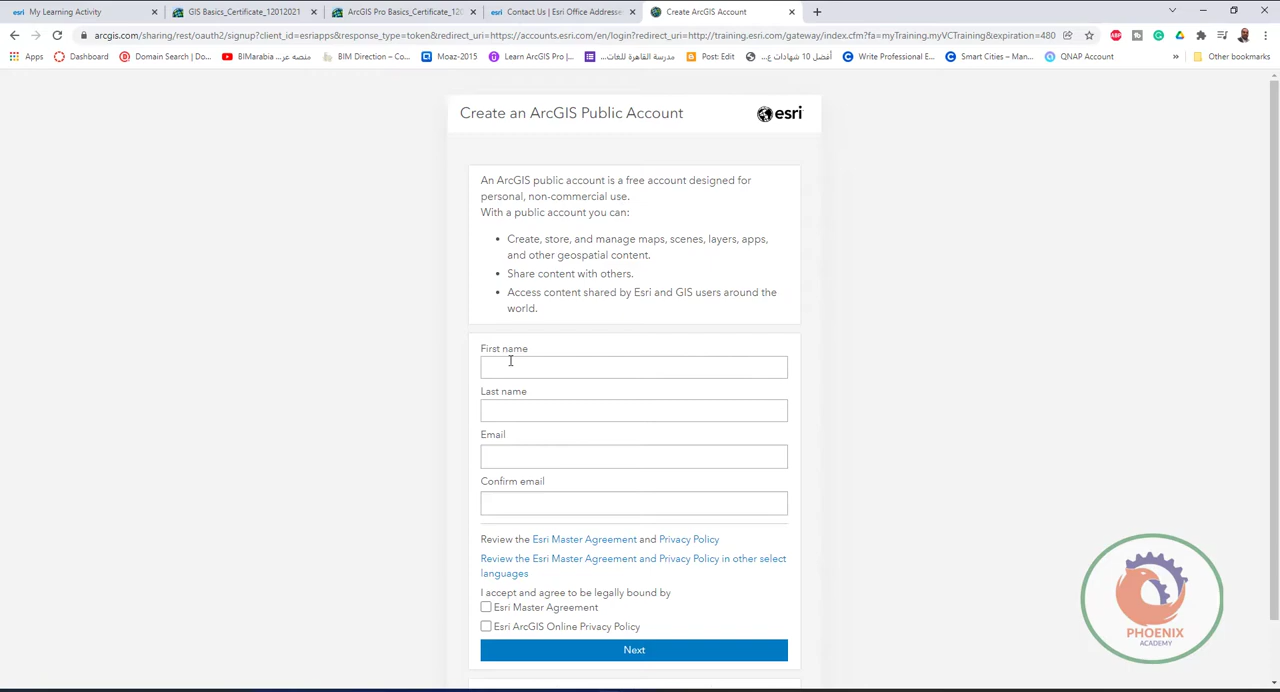 My Learning Activity
GIS Basics_Certificate_12012021
ArcGIS Pro Basics_Certificate_120
esri Contact Us | Esri Office Addresse
Create ArcGIS Account
arcgis.com/sharing/rest/oauth2/signup?client_id=esriapps&response_type=token&redirect_uri=https://accounts.esri.com/en/login?redirect_uri=http://training.esri.com/gateway/index.cfm?fa=myTraining.myVCTraining&expiration=480
Apps
Dashboard
Domain Search | Do...
منصه عر... BIMarabia
BIM Direction – Co...
Moaz-2015
Learn ArcGIS Pro |...
مدرسة القاهرة للغات...
Post: Edit
أفضل 10 شهادات ع...
Write Professional E...
Smart Cities – Man...
QNAP Account
»
Other bookmarks
Create an ArcGIS Public Account
esri
An ArcGIS public account is a free account designed for
personal, non-commercial use.
With a public account you can:
• Create, store, and manage maps, scenes, layers, apps,
and other geospatial content.
• Share content with others.
• Access content shared by Esri and GIS users around the
world.
First name
Last name
Email
Confirm email
Review the Esri Master Agreement and Privacy Policy
Review the Esri Master Agreement and Privacy Policy in other select
languages
I accept and agree to be legally bound by
Esri Master Agreement
Esri ArcGIS Online Privacy Policy
Next
PHOENIX
ACADEMY